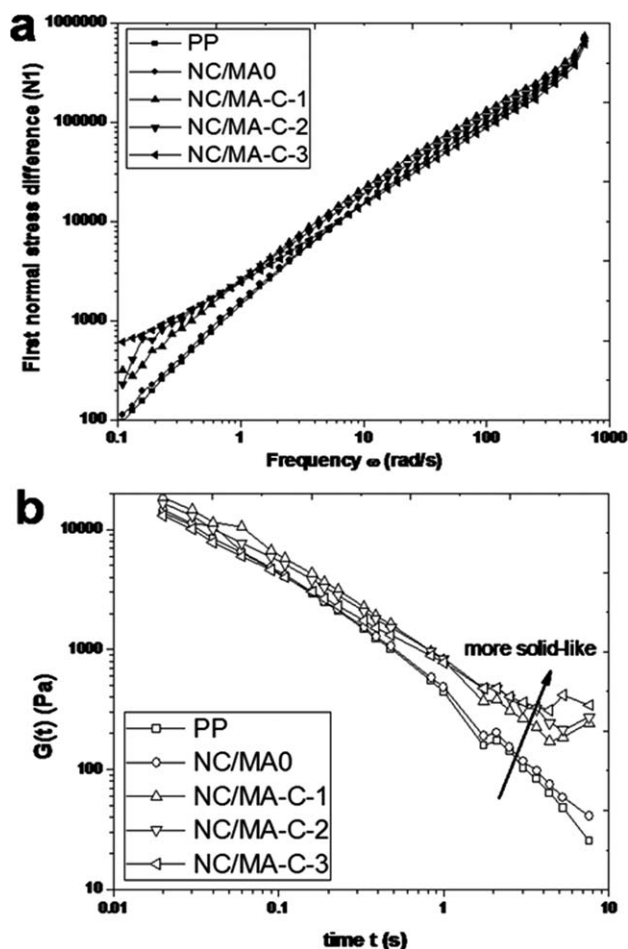 a
First normal stress difference (N1)
1000000
100000
10000
1000
100
PP
NC/MA0
NC/MA-C-1
NC/MA-C-2
NC/MA-C-3
0.1
1
10
100
1000
Frequency ω (rad/s)
b
G(t) (Pa)
10000
1000
100
10
more solid-like
PP
NC/MA0
NC/MA-C-1
NC/MA-C-2
NC/MA-C-3
0.01
0.1
1
10
time t (s)